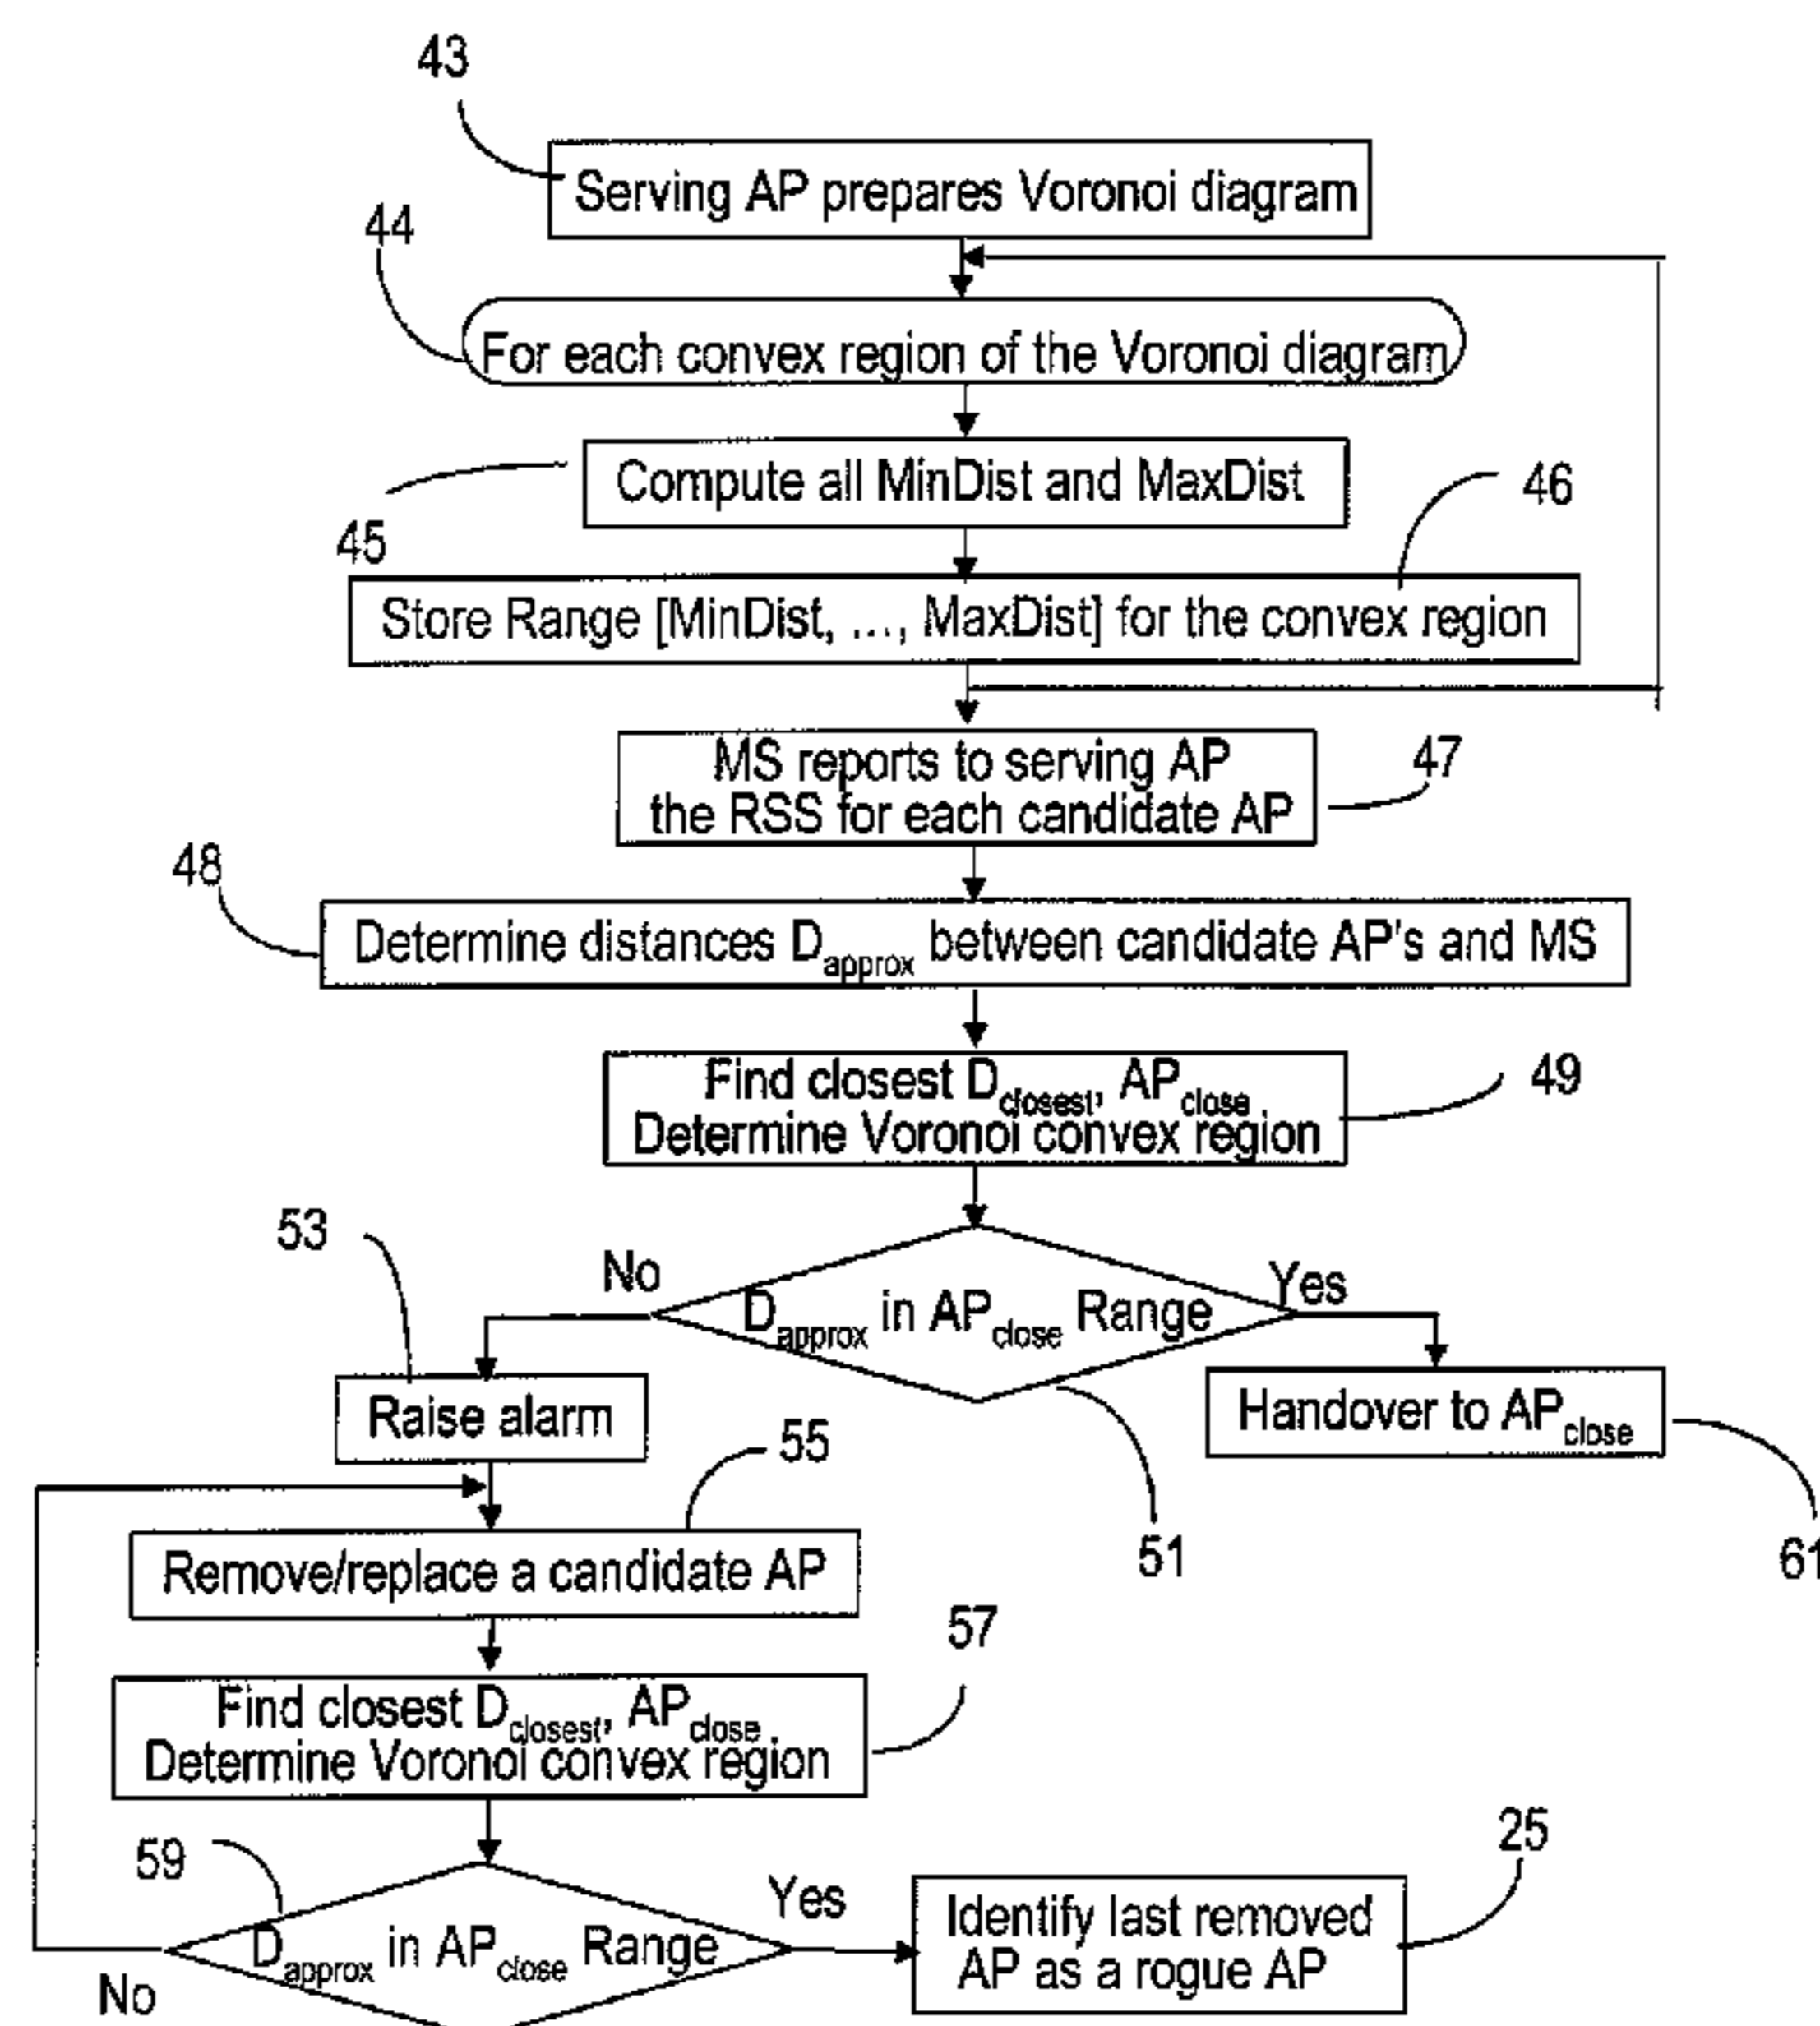 43
Serving AP prepares Voronoi diagram
44
For each convex region of the Voronoi diagram
Compute all MinDist and MaxDist
46
45
Store Range [MinDist, ..., MaxDist] for the convex region
MS reports to serving AP
the RSS for each candidate AP
47
48
Determine distances Dapprox between candidate AP's and MS
Find closest Dclosest, APclose
Determine Voronoi convex region
49
53
No
Yes
Dapprox in APclose Range
Raise alarm
Handover to APclose
55
51
61
Remove/replace a candidate AP
57
Find closest Dclosest, APclose
Determine Voronoi convex region
59
25
Yes
Dapprox in APclose Range
Identify last removed
AP as a rogue AP
No